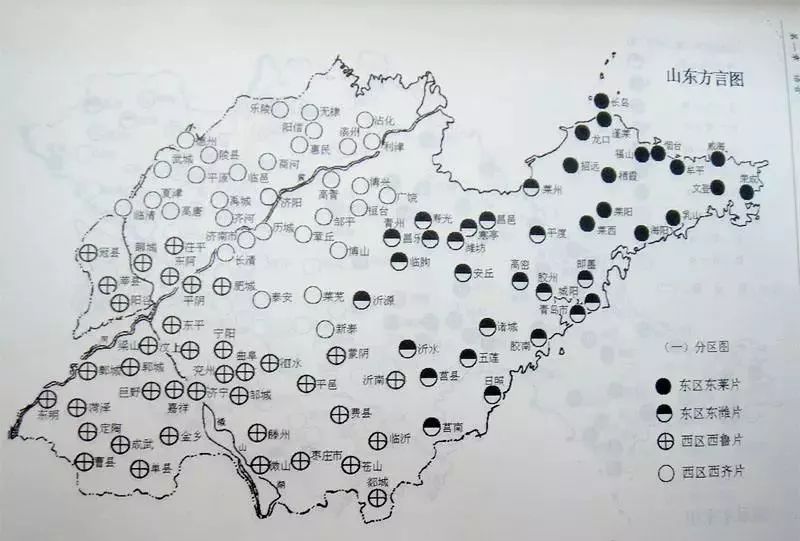 山东方言图
长岛
蓬莱
龙口
烟台
福山
威海
牟平
招远
栖霞
文登
荣成
莱州
莱阳
莱西
海阳
乳山
乐陵
无棣
阳信
沾化
惠民
滨州
利津
德州
武城
陵县
平原
临邑
商河
夏津
临清
高唐
禹城
济阳
齐河
高青
博兴
广饶
桓台
邹平
济南市
历城
章丘
长清
博山
青州
寿光
昌邑
昌乐
寒亭
潍坊
平度
临朐
安丘
高密
胶州
即墨
城阳
青岛市
胶南
冠县
聊城
茌平
东阿
莘县
阳谷
平阴
肥城
泰安
莱芜
沂源
新泰
诸城
五莲
日照
沂水
莒县
莒南
沂南
蒙阴
东平
宁阳
梁山
汶上
曲阜
泗水
兖州
鄄城
郓城
巨野
嘉祥
济宁
邹城
平邑
费县
东明
菏泽
定陶
成武
金乡
曹县
单县
滕州
微山
枣庄市
苍山
临沂
郯城
黄
河
微
山
湖
(一)分区图
东区东莱片
东区东潍片
西区西鲁片
西区西齐片